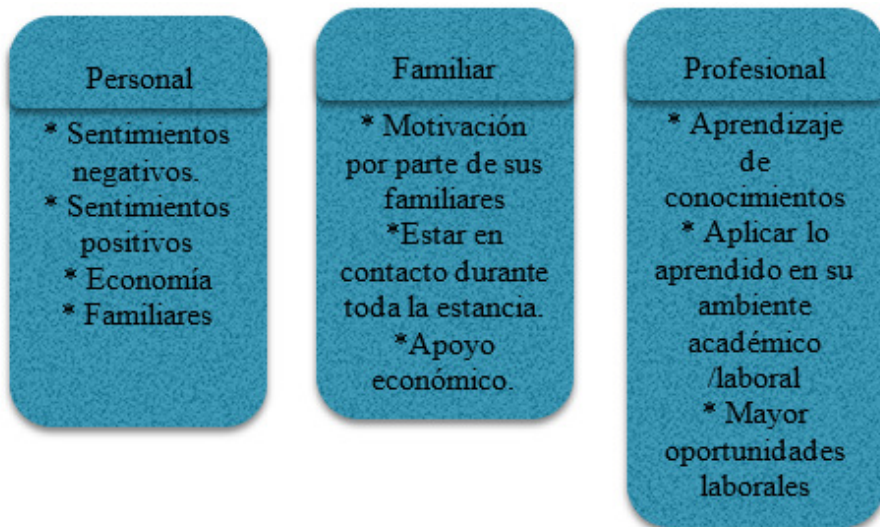 Personal
* Sentimientos
negativos.
* Sentimientos
positivos
* Economía
* Familiares
Familiar
* Motivación
por parte de sus
familiares
*Estar en
contacto durante
toda la estancia.
*Apoyo
económico.
Profesional
* Aprendizaje
de
conocimientos
* Aplicar lo
aprendido en su
ambiente
académico
/laboral
* Mayor
oportunidades
laborales